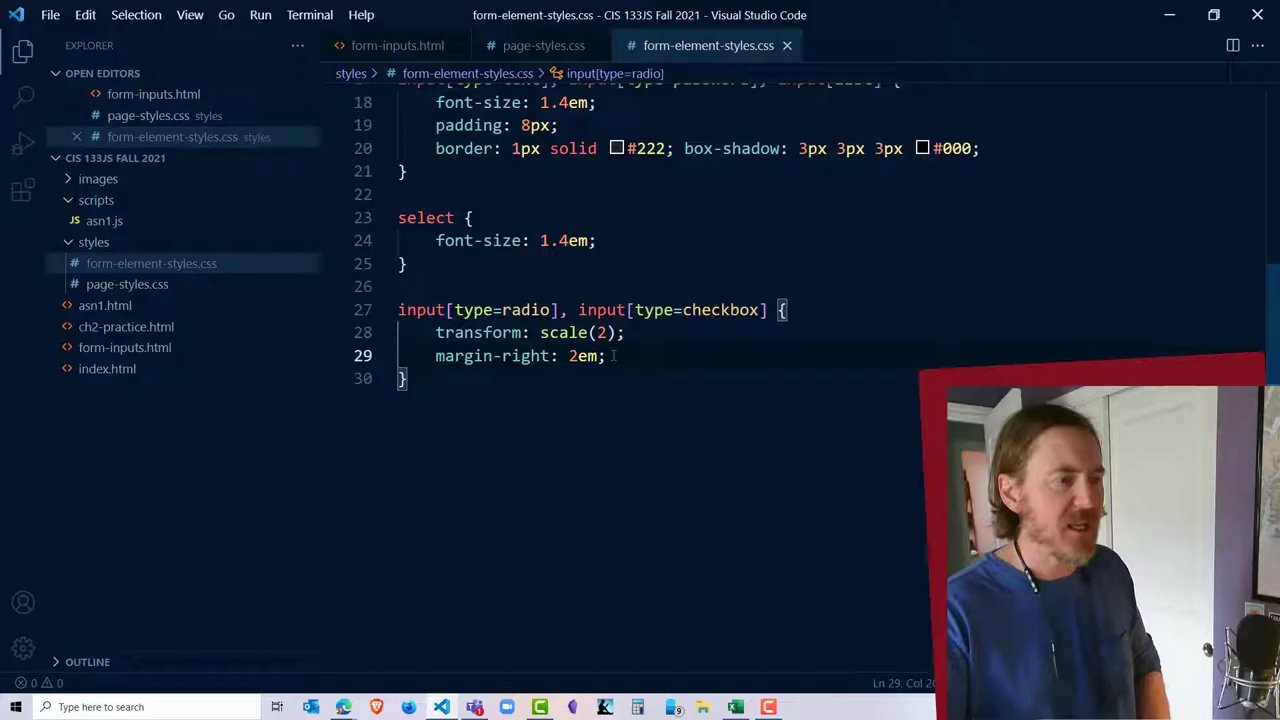 File Edit Selection View Go Run Terminal Help form-element-styles.css - CIS 133JS Fall 2021 - Visual Studio Code
EXPLORER
form-inputs.html page-styles.css form-element-styles.css
OPEN EDITORS
styles > form-element-styles.css > input[type=radio]
form-inputs.html
page-styles.css styles
form-element-styles.css styles
CIS 133JS FALL 2021
images
scripts
JS asn1.js
styles
form-element-styles.css
page-styles.css
asn1.html
ch2-practice.html
form-inputs.html
index.html
OUTLINE
18 font-size: 1.4em;
19 padding: 8px;
20 border: 1px solid #222; box-shadow: 3px 3px 3px #000;
21 }
22
23 select {
24 font-size: 1.4em;
25 }
26
27 input[type=radio], input[type=checkbox] {
28 transform: scale(2);
29 margin-right: 2em;
30 }
0 0 Ln 29, Col
Type here to search